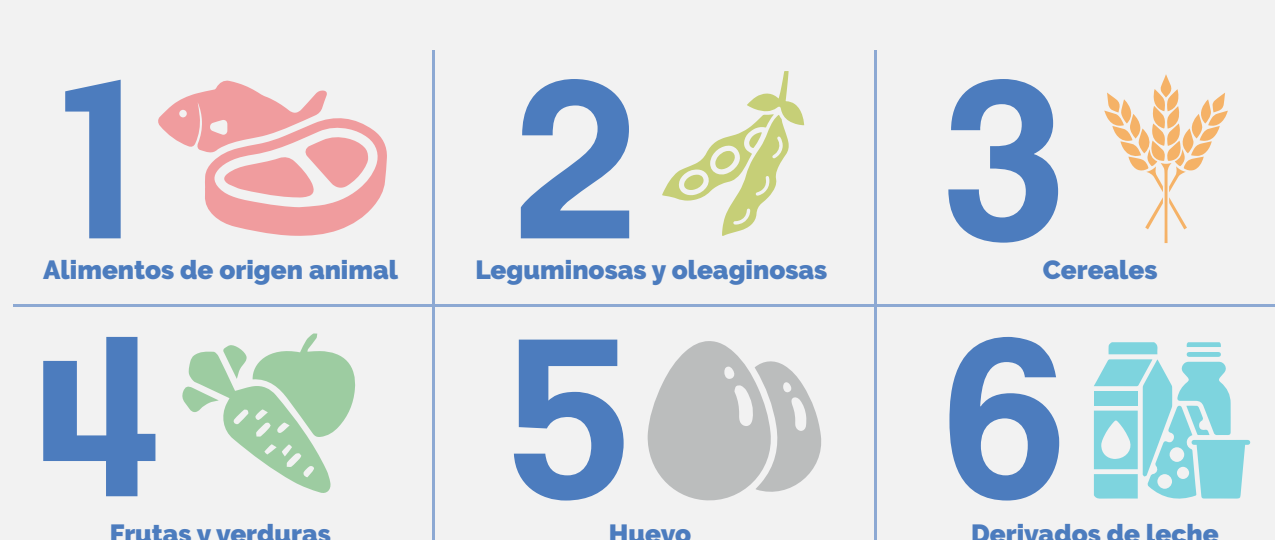 1
2
3
Alimentos de origen animal
Leguminosas y oleaginosas
Cereales
4
5
6
Frutas y verduras
Huevo
Derivados de leche